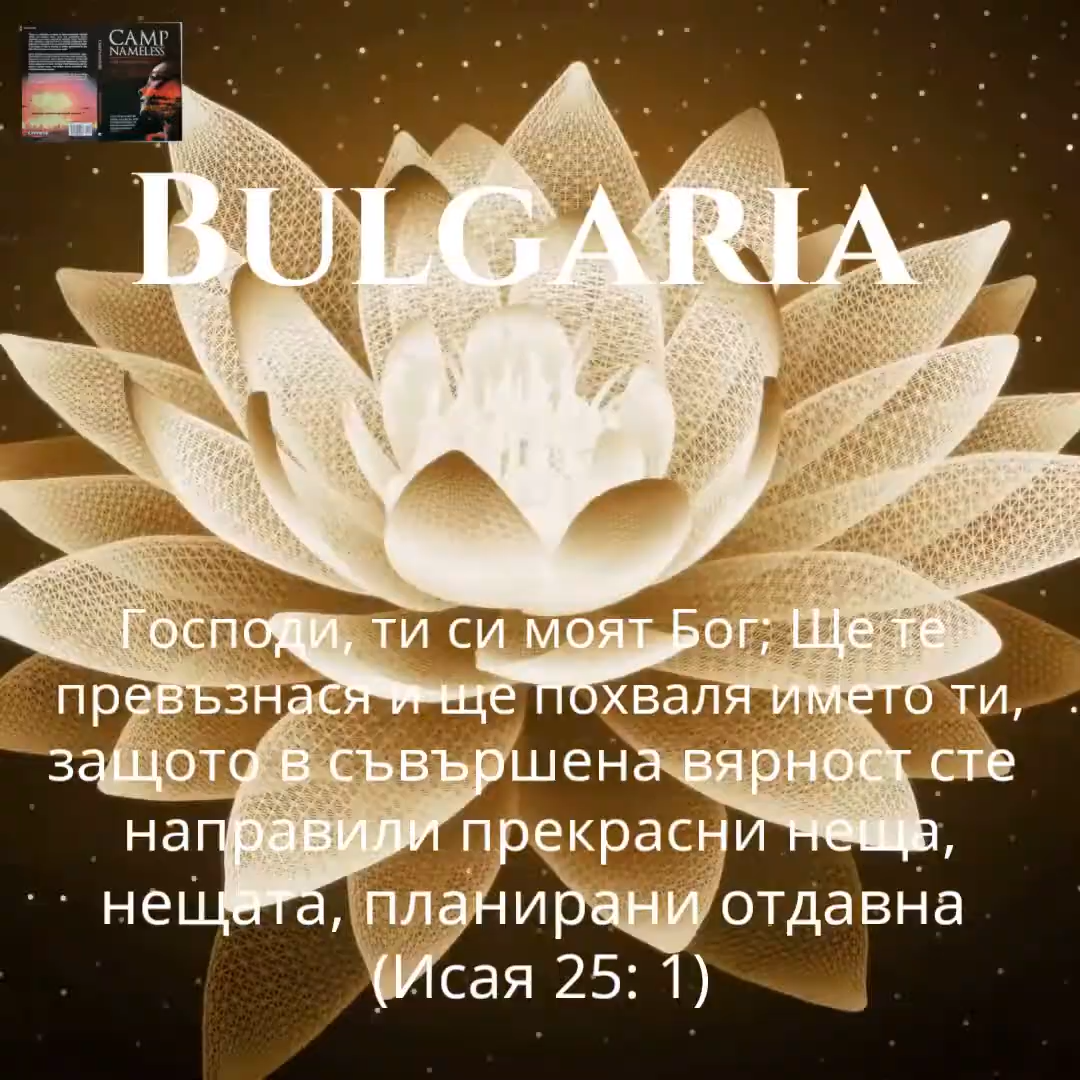 CAMP
NAMELESS
BULGARIA
Господи, ти си моят Бог; Ще те
превъзнася и ще похваля името ти,
защото в съвършена вярност сте
направили прекрасни неща,
нещата, планирани отдавна
(Исая 25: 1)